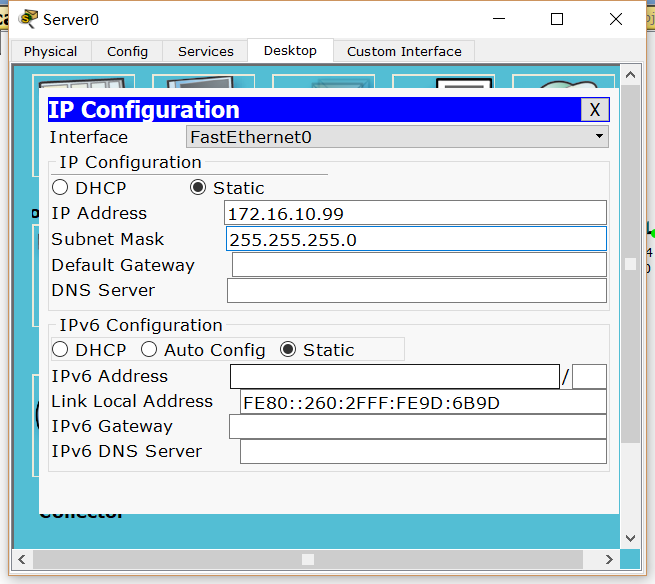 Server0
Physical Config Services Desktop Custom Interface
IP Configuration X
Interface FastEthernet0
IP Configuration
DHCP Static
IP Address 172.16.10.99
Subnet Mask 255.255.255.0
Default Gateway
DNS Server
IPv6 Configuration
DHCP Auto Config Static
IPv6 Address /
Link Local Address FE80::260:2FFF:FE9D:6B9D
IPv6 Gateway
IPv6 DNS Server
Collector